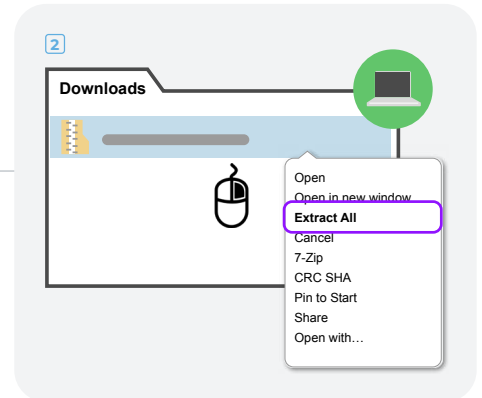 2
Downloads
Open
Open in new window
Extract All
Cancel
7-Zip
CRC SHA
Pin to Start
Share
Open with…